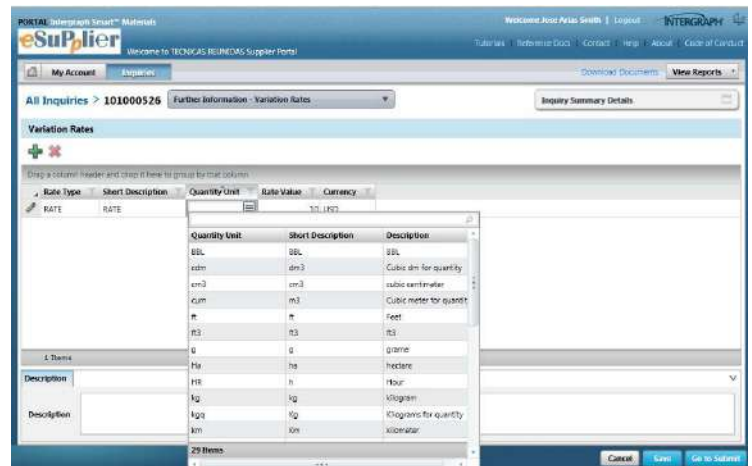 PORTAL Intergraph Smart™ Materials
Welcome Jose Arias Smith | Logout
INTERGRAPH
eSuPplier
Welcome to TECNICAS REUNIDAS Supplier Portal
Tutorials | Reference Docs | Contact | Help | About | Code of Conduct
My Account Inquiries
Download Documents View Reports
All Inquiries > 101000526 Further Information - Variation Rates
Inquiry Summary Details
Variation Rates
Drag a column header and drop it here to group by that column
Rate Type Short Description Quantity Unit Rate Value Currency
RATE RATE 10 USD
Quantity Unit Short Description Description
BBL BBL BBL
cdm dm3 Cubic dm for quantity
cm3 cm3 cubic centimeter
cum m3 Cubic meter for quantit
ft ft Feet
ft3 ft3 ft3
g g gramme
Ha ha hectare
HR h Hour
kg kg kilogram
kgq Kg Kilograms for quantity
km Km kilometer
29 Items
1 Items
Description
Description
Cancel Save Go to Submit